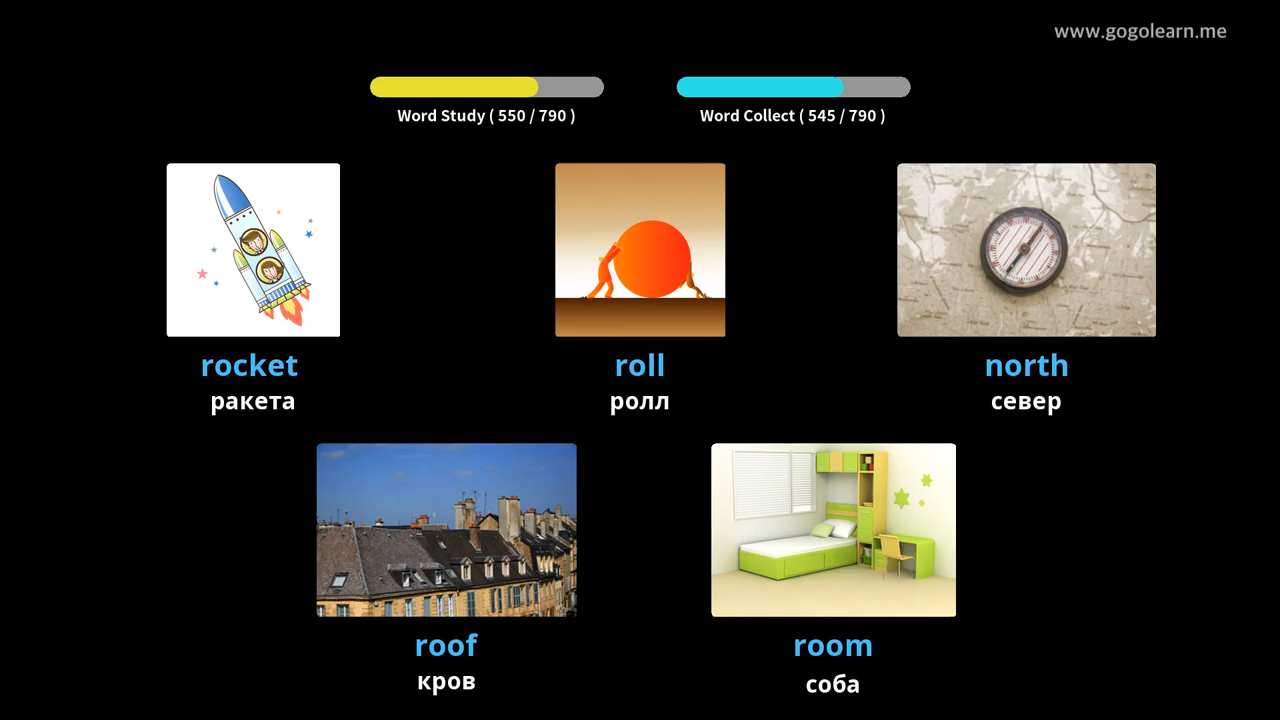 www.gogolearn.me
Word Study ( 550 / 790 )
Word Collect ( 545 / 790 )
rocket
ракета
roll
ролл
north
север
roof
кров
room
соба